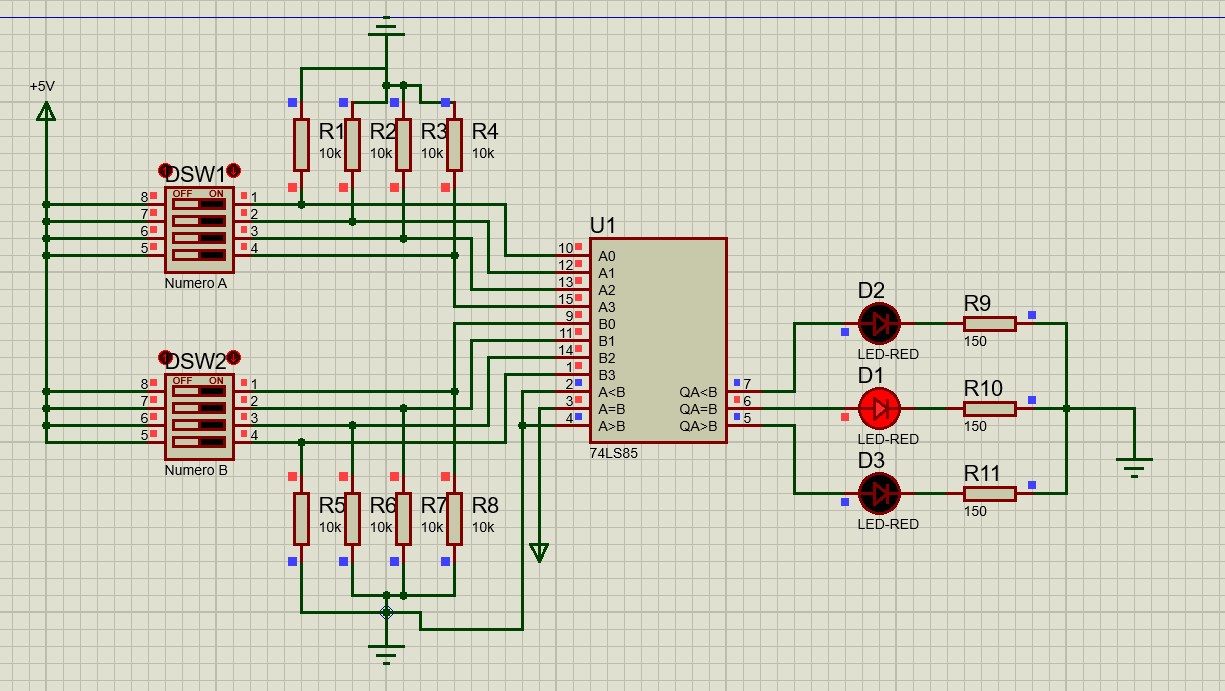 +5V
R1
10k
R2
10k
R3
10k
R4
10k
DSW1
OFF ON
8 1
7 2
6 3
5 4
Numero A
U1
10 A0
12 A1
13 A2
15 A3
9 B0
11 B1
14 B2
1 B3
2 A<B QA<B 7
3 A=B QA=B 6
4 A>B QA>B 5
74LS85
DSW2
OFF ON
8 1
7 2
6 3
5 4
Numero B
R5
10k
R6
10k
R7
10k
R8
10k
D2
LED-RED
R9
150
D1
LED-RED
R10
150
D3
LED-RED
R11
150